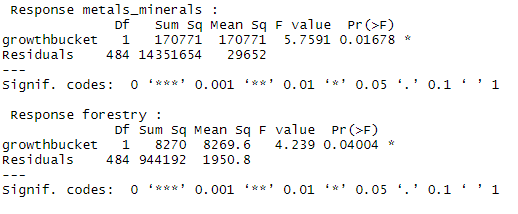 Response metals_minerals :
Df Sum Sq Mean Sq F value Pr(>F)
growthbucket 1 170771 170771 5.7591 0.01678 *
Residuals 484 14351654 29652
---
Signif. codes: 0 ‘***’ 0.001 ‘**’ 0.01 ‘*’ 0.05 ‘.’ 0.1 ‘ ’ 1
Response forestry :
Df Sum Sq Mean Sq F value Pr(>F)
growthbucket 1 8270 8269.6 4.239 0.04004 *
Residuals 484 944192 1950.8
---
Signif. codes: 0 ‘***’ 0.001 ‘**’ 0.01 ‘*’ 0.05 ‘.’ 0.1 ‘ ’ 1